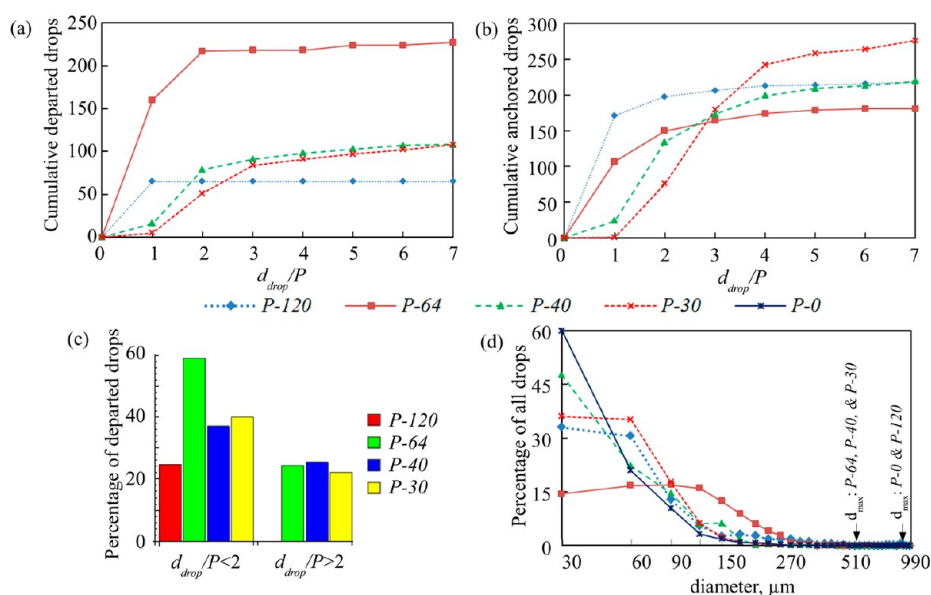 (a)
Cumulative departed drops
250
200
150
100
50
0
0 1 2 3 4 5 6 7
d_drop/P
(b)
Cumulative anchored drops
300
250
200
150
100
50
0
0 1 2 3 4 5 6 7
d_drop/P
P-120 P-64 P-40 P-30 P-0
(c)
Percentage of departed drops
60
40
20
0
d_drop/P<2 d_drop/P>2
P-120
P-64
P-40
P-30
(d)
Percentage of all drops
60
45
30
15
0
30 60 90 150 270 510 990
diameter, μm
d_max: P-64, P-40, & P-30
d_max: P-0 & P-120